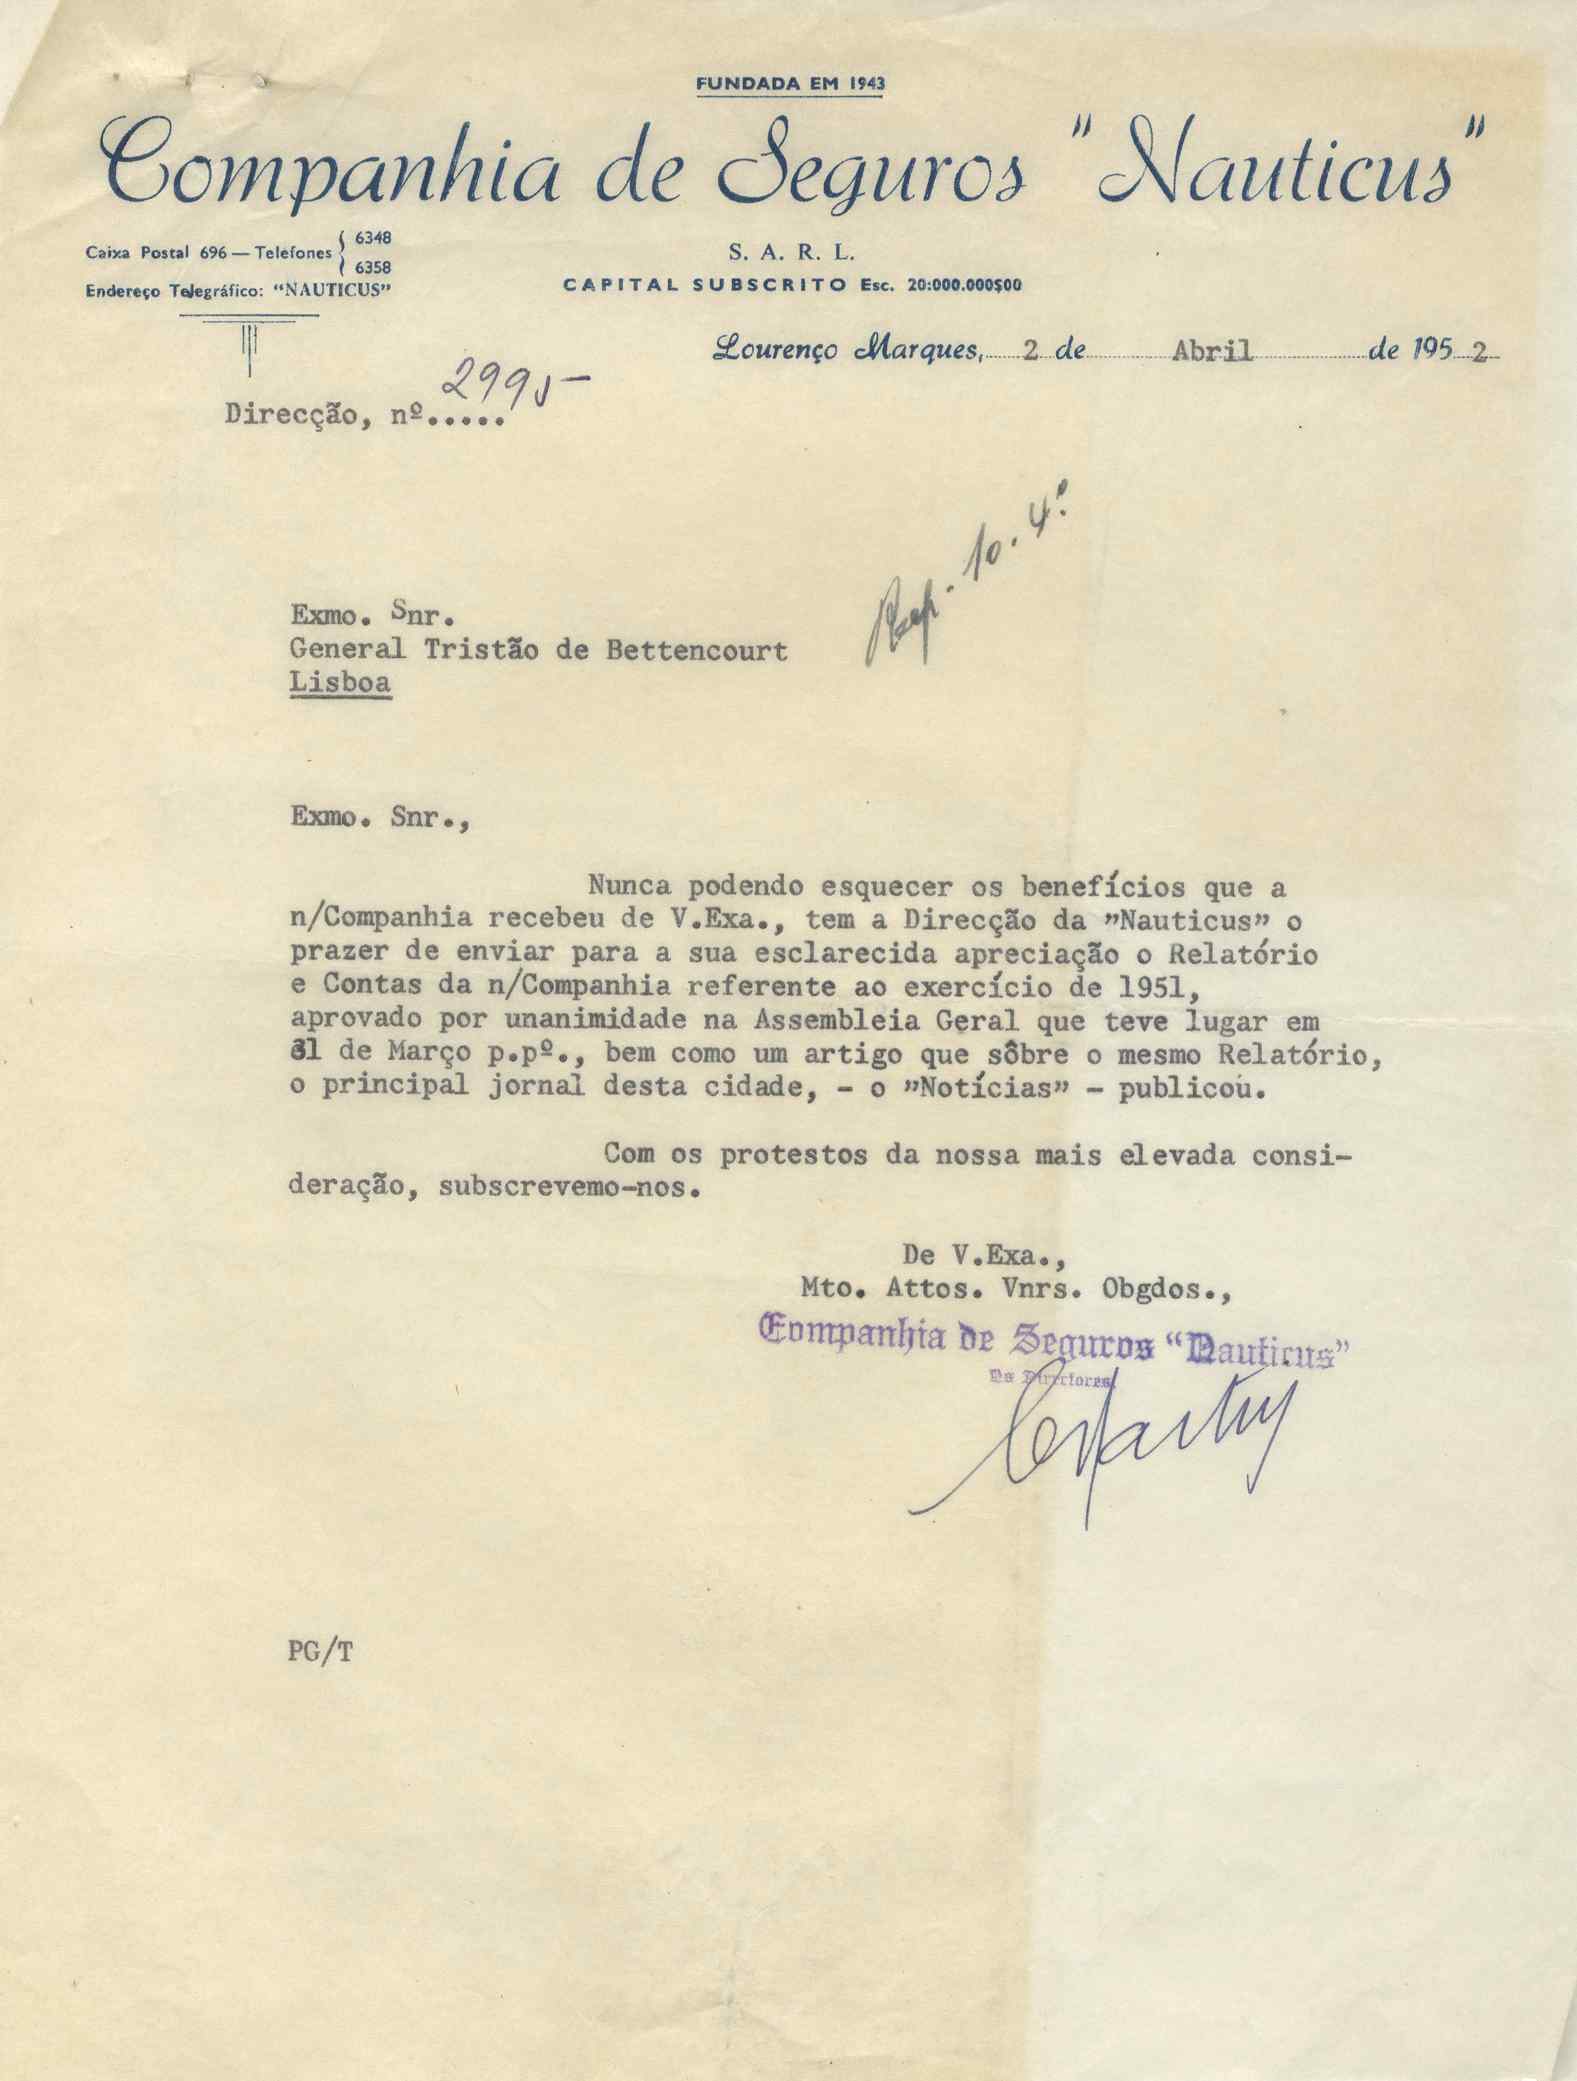 FUNDADA EM 1943
Companhia de Seguros "Nauticus"
Caixa Postal 696 — Telefones { 6348
6358
Endereço Telegráfico: "NAUTICUS"
S. A. R. L.
CAPITAL SUBSCRITO Esc. 20:000.000$00
Lourenço Marques, 2 de Abril de 1952
2995-
Direcção, nº.....
10.4º
Exmo. Snr.
General Tristão de Bettencourt
Lisboa
Exmo. Snr.,
Nunca podendo esquecer os benefícios que a
n/Companhia recebeu de V.Exa., tem a Direcção da "Nauticus" o
prazer de enviar para a sua esclarecida apreciação o Relatório
e Contas da n/Companhia referente ao exercício de 1951,
aprovado por unanimidade na Assembleia Geral que teve lugar em
31 de Março p.pº., bem como um artigo que sôbre o mesmo Relatório,
o principal jornal desta cidade, - o "Notícias" - publicou.
Com os protestos da nossa mais elevada consi-
deração, subscrevemo-nos.
De V.Exa.,
Mto. Attos. Vnrs. Obgdos.,
Companhia de Seguros "Nauticus"
Os Directores
PG/T